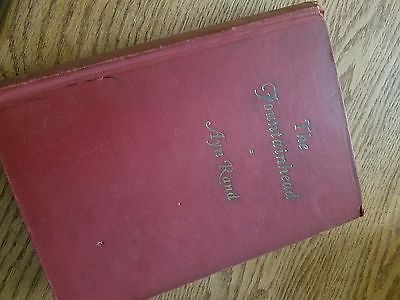 The
Fountainhead
Ayn Rand